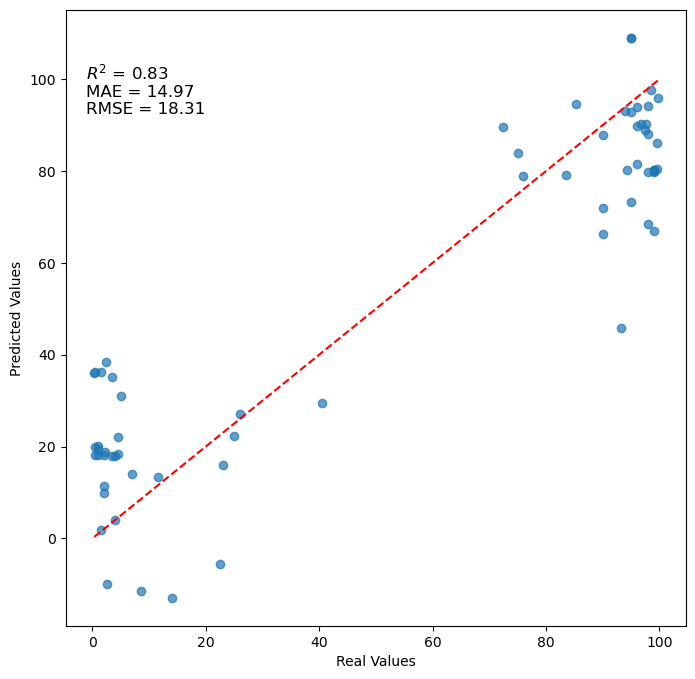 R² = 0.83
MAE = 14.97
RMSE = 18.31
100
80
60
40
20
0
Predicted Values
0 20 40 60 80 100
Real Values